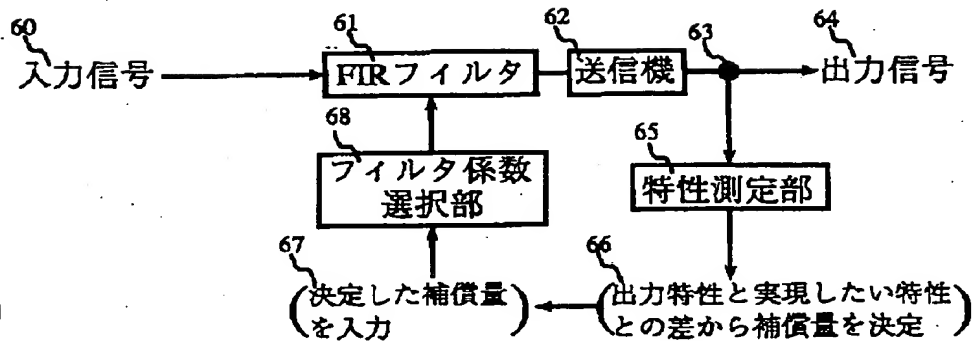 60
入力信号
61
FIRフィルタ
62
送信機
63
64
出力信号
65
特性測定部
66
(出力特性と実現したい特性
との差から補償量を決定)
67
(決定した補償量
を入力)
68
フィルタ係数
選択部